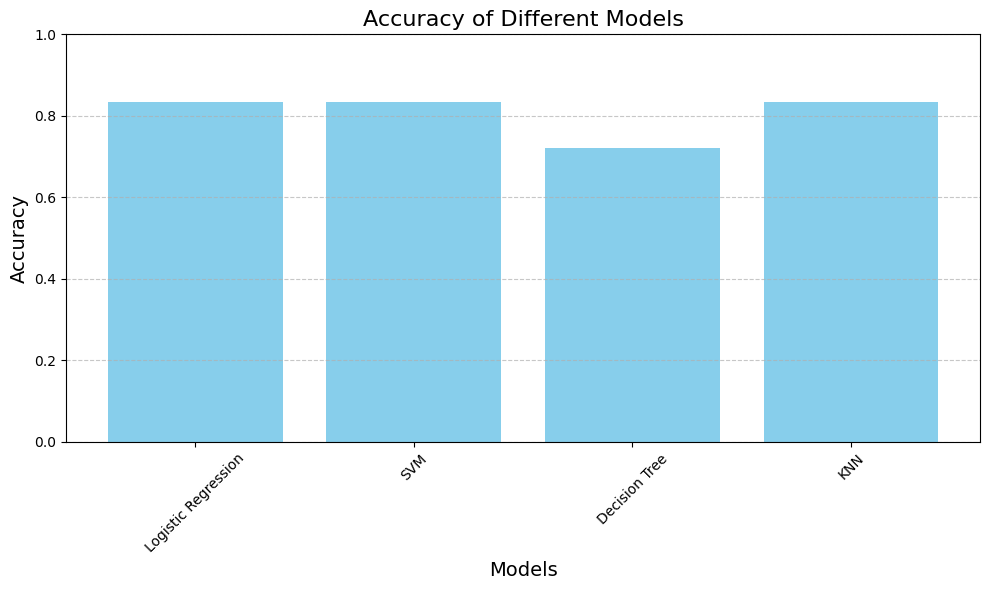 Accuracy of Different Models
Accuracy
1.0
0.8
0.6
0.4
0.2
0.0
Logistic Regression
SVM
Decision Tree
KNN
Models